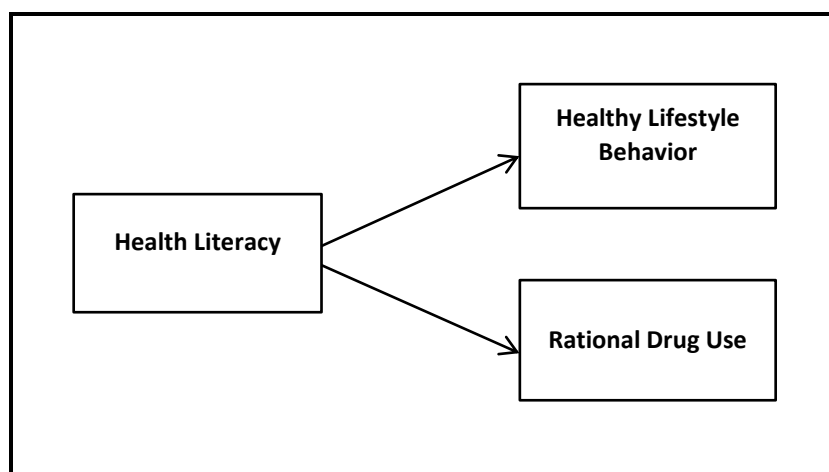 Healthy Lifestyle
Behavior
Health Literacy
Rational Drug Use